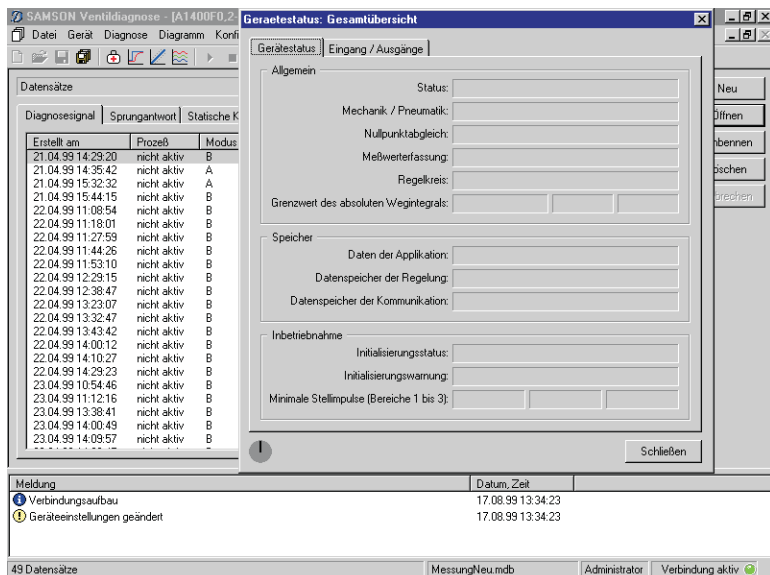 SAMSON Ventildiagnose - [A1400F0,2-
Datei Gerät Diagnose Diagramm Konfi
Datensätze
Diagnosesignal Sprungantwort Statische K
Erstellt am Prozeß Modus
21.04.99 14:29:20 nicht aktiv B
21.04.99 14:35:42 nicht aktiv A
21.04.99 15:32:32 nicht aktiv A
21.04.99 15:44:15 nicht aktiv B
22.04.99 11:08:54 nicht aktiv B
22.04.99 11:18:01 nicht aktiv B
22.04.99 11:27:59 nicht aktiv B
22.04.99 11:44:26 nicht aktiv B
22.04.99 11:53:10 nicht aktiv B
22.04.99 12:29:15 nicht aktiv B
22.04.99 12:38:47 nicht aktiv B
22.04.99 13:23:07 nicht aktiv B
22.04.99 13:32:47 nicht aktiv B
22.04.99 13:43:42 nicht aktiv B
22.04.99 14:00:12 nicht aktiv B
22.04.99 14:10:27 nicht aktiv B
22.04.99 14:29:23 nicht aktiv B
23.04.99 10:54:46 nicht aktiv B
23.04.99 11:12:16 nicht aktiv B
23.04.99 13:38:41 nicht aktiv B
23.04.99 14:00:49 nicht aktiv B
23.04.99 14:09:57 nicht aktiv B
Geraetestatus: Gesamtübersicht
Gerätestatus Eingang / Ausgänge
Allgemein
Status:
Mechanik / Pneumatik:
Nullpunktabgleich:
Meßwerterfassung:
Regelkreis:
Grenzwert des absoluten Wegintegrals:
Speicher
Daten der Applikation:
Datenspeicher der Regelung:
Datenspeicher der Kommunikation:
Inbetriebnahme
Initialisierungsstatus:
Initialisierungswarnung:
Minimale Stellimpulse (Bereiche 1 bis 3):
Schließen
Neu
Öffnen
nbennen
öschen
brechen
Meldung Datum, Zeit
Verbindungsaufbau 17.08.99 13:34:23
Geräteeinstellungen geändert 17.08.99 13:34:23
49 Datensätze MessungNeu.mdb Administrator Verbindung aktiv